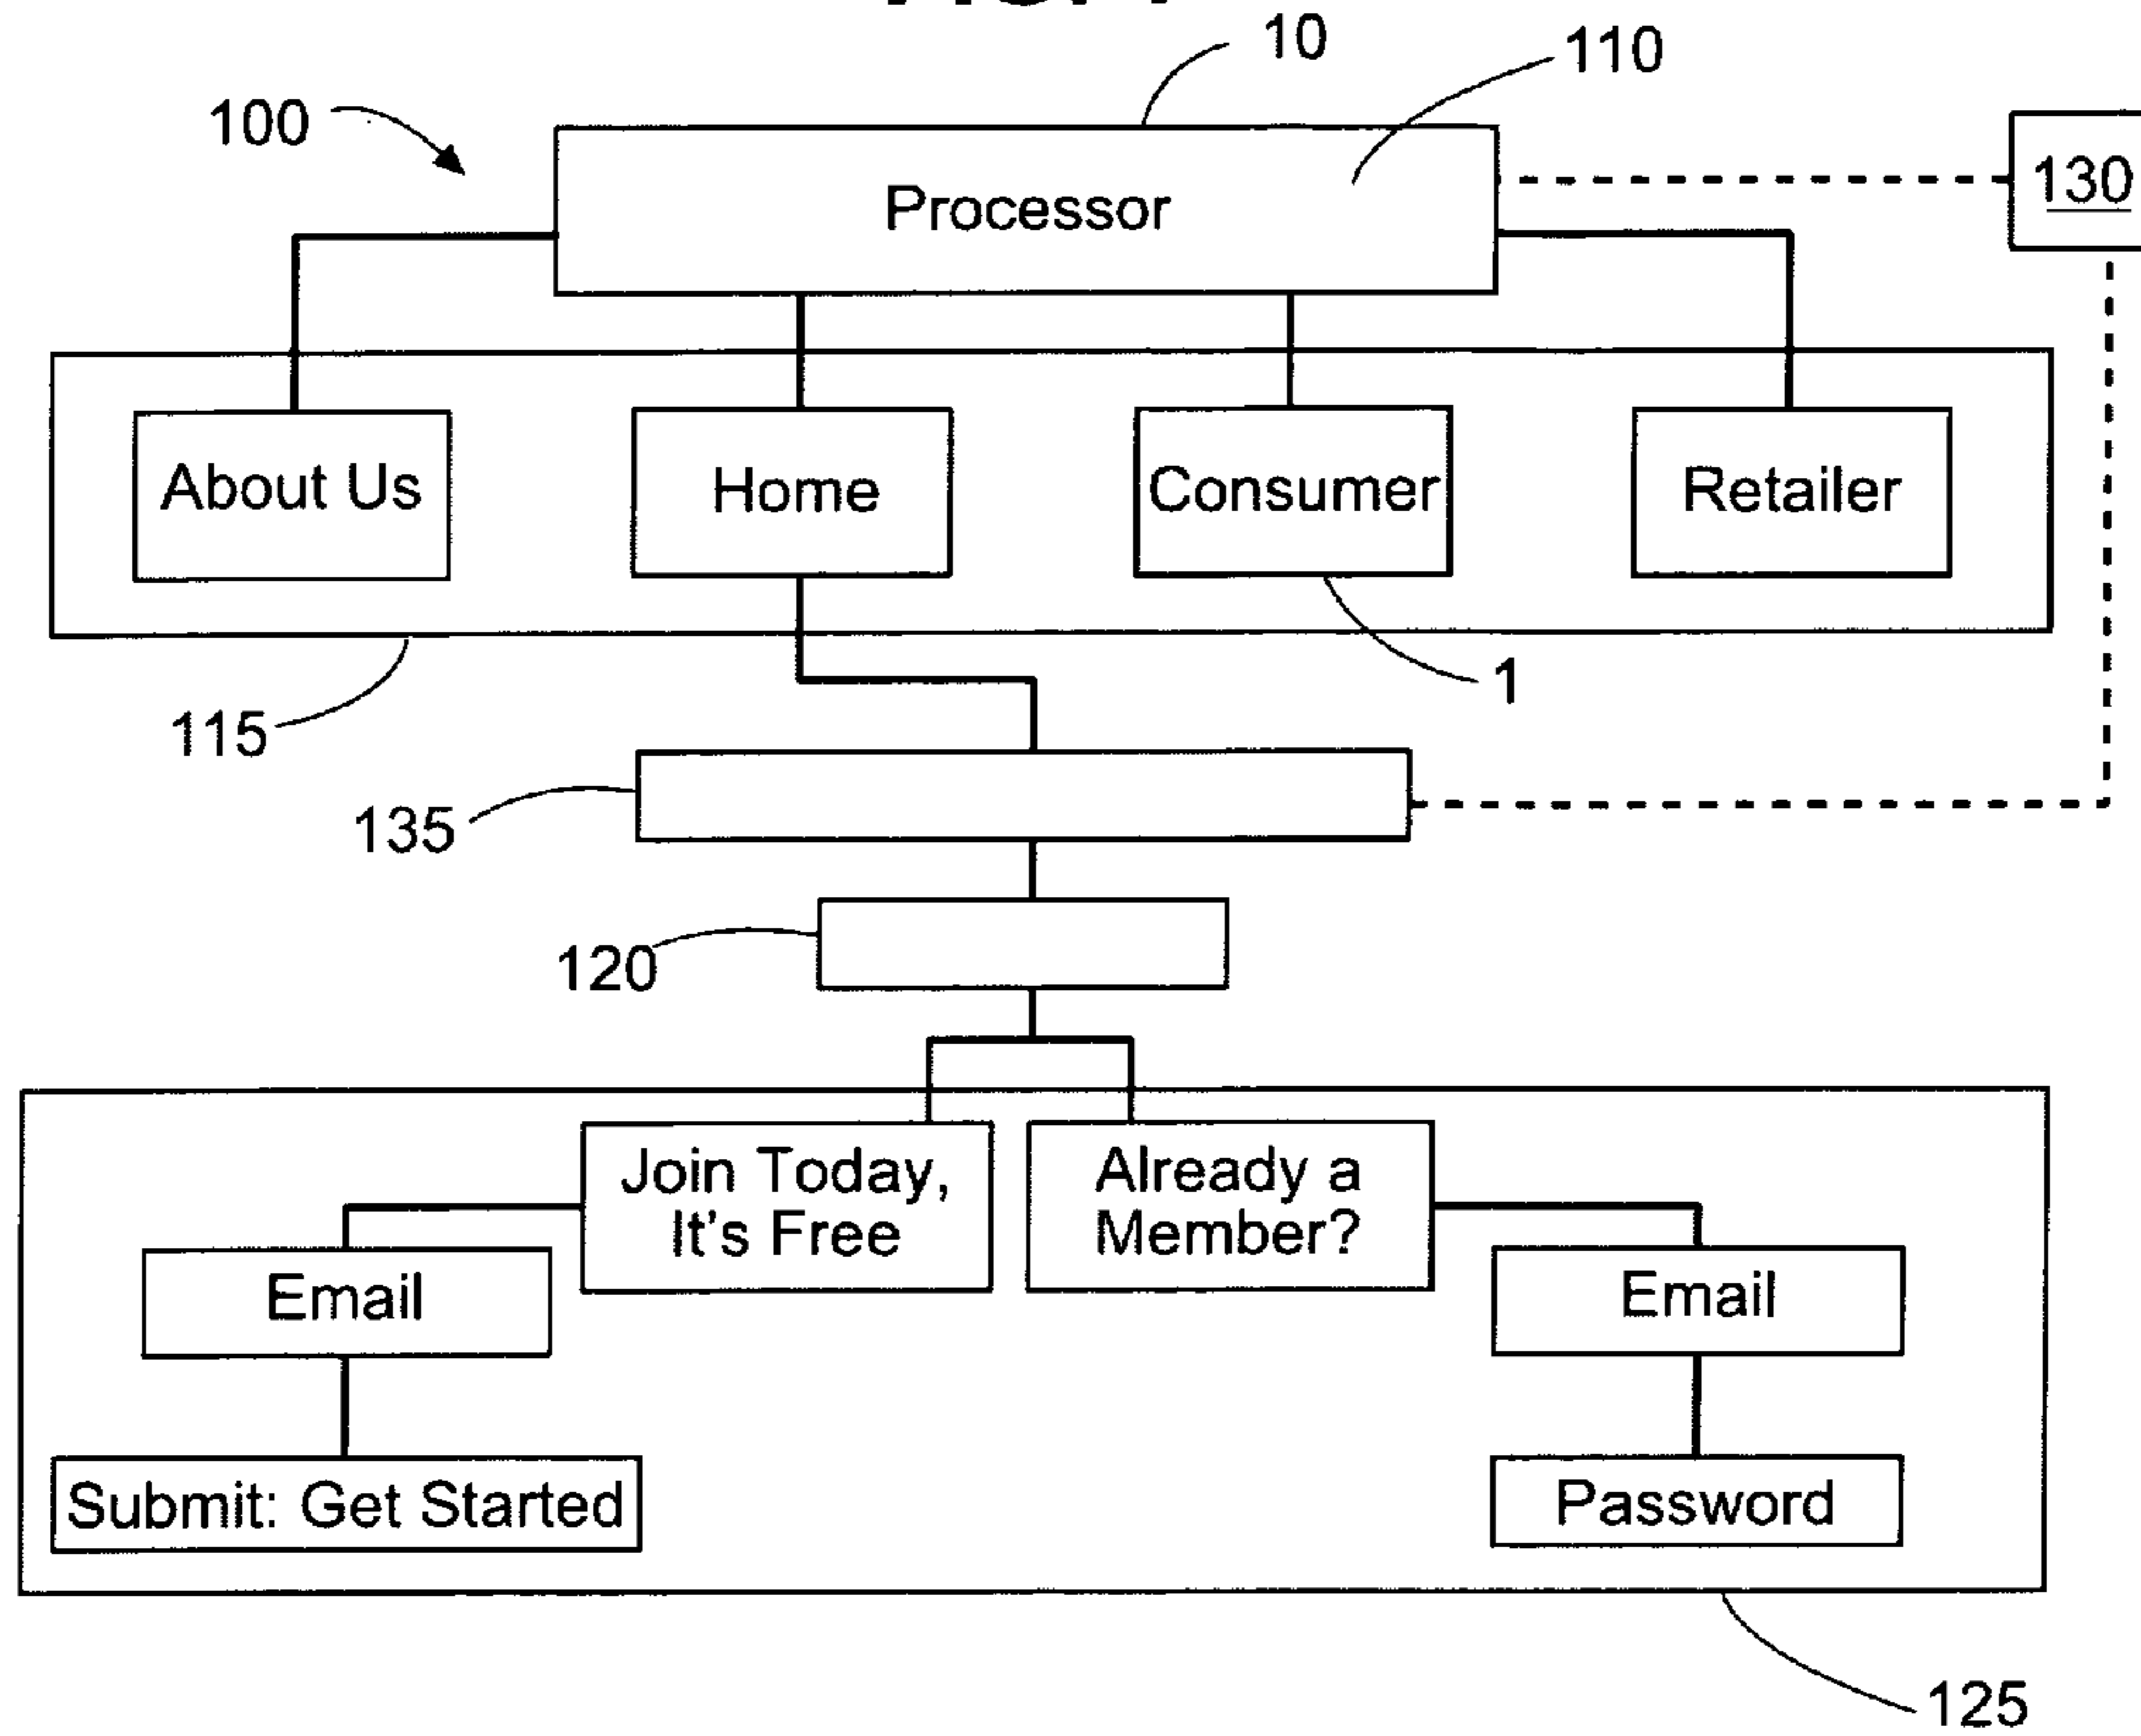 10
110
100
130
Processor
About Us
Home
Consumer
Retailer
1
115
135
120
Join Today,
It's Free
Already a
Member?
Email
Email
Submit: Get Started
Password
125